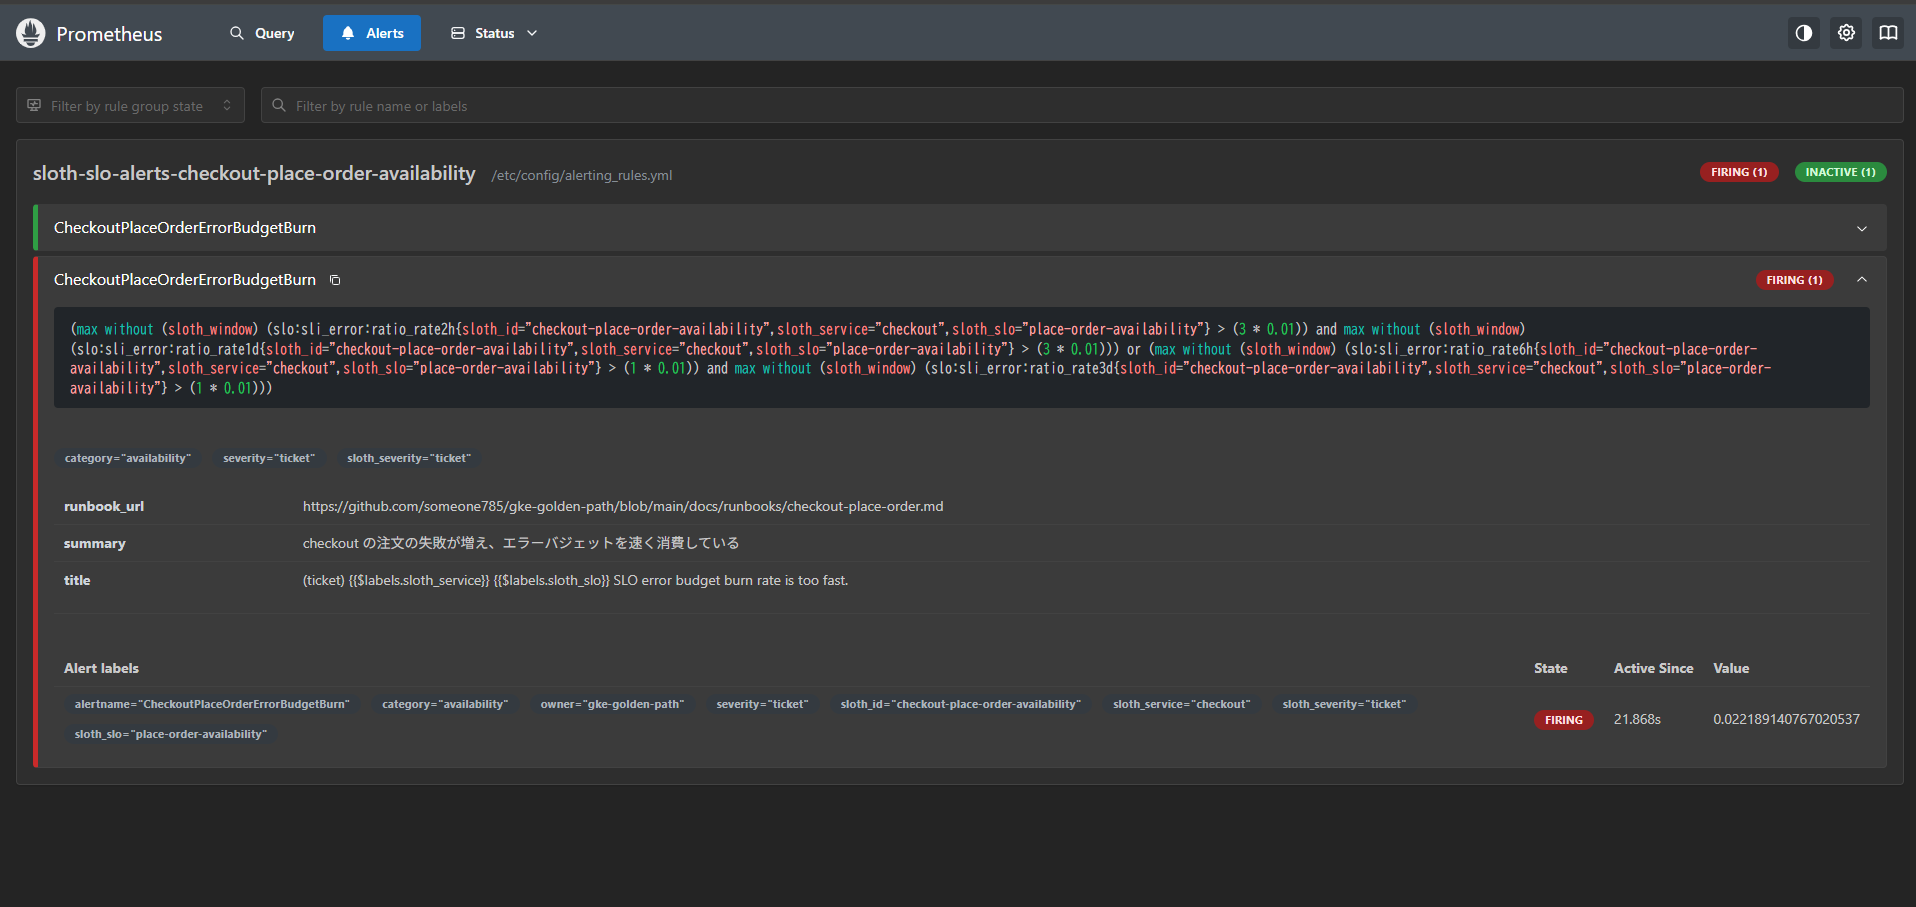 Prometheus
Query
Alerts
Status
Filter by rule group state
Filter by rule name or labels
sloth-slo-alerts-checkout-place-order-availability /etc/config/alerting_rules.yml
FIRING (1) INACTIVE (1)
CheckoutPlaceOrderErrorBudgetBurn
CheckoutPlaceOrderErrorBudgetBurn
FIRING (1)
(max without (sloth_window) (slo:sli_error:ratio_rate2h{sloth_id="checkout-place-order-availability",sloth_service="checkout",sloth_slo="place-order-availability"} > (3 * 0.01)) and max without (sloth_window)
(slo:sli_error:ratio_rate1d{sloth_id="checkout-place-order-availability",sloth_service="checkout",sloth_slo="place-order-availability"} > (3 * 0.01))) or (max without (sloth_window) (slo:sli_error:ratio_rate6h{sloth_id="checkout-place-order-
availability",sloth_service="checkout",sloth_slo="place-order-availability"} > (1 * 0.01)) and max without (sloth_window) (slo:sli_error:ratio_rate3d{sloth_id="checkout-place-order-availability",sloth_service="checkout",sloth_slo="place-order-
availability"} > (1 * 0.01)))
category="availability" severity="ticket" sloth_severity="ticket"
runbook_url https://github.com/someone785/gke-golden-path/blob/main/docs/runbooks/checkout-place-order.md
summary checkout の注文の失敗が増え、エラーバジェットを速く消費している
title (ticket) {{$labels.sloth_service}} {{$labels.sloth_slo}} SLO error budget burn rate is too fast.
Alert labels State Active Since Value
alertname="CheckoutPlaceOrderErrorBudgetBurn" category="availability" owner="gke-golden-path" severity="ticket" sloth_id="checkout-place-order-availability" sloth_service="checkout" sloth_severity="ticket"
sloth_slo="place-order-availability"
FIRING 21.868s 0.022189140767020537